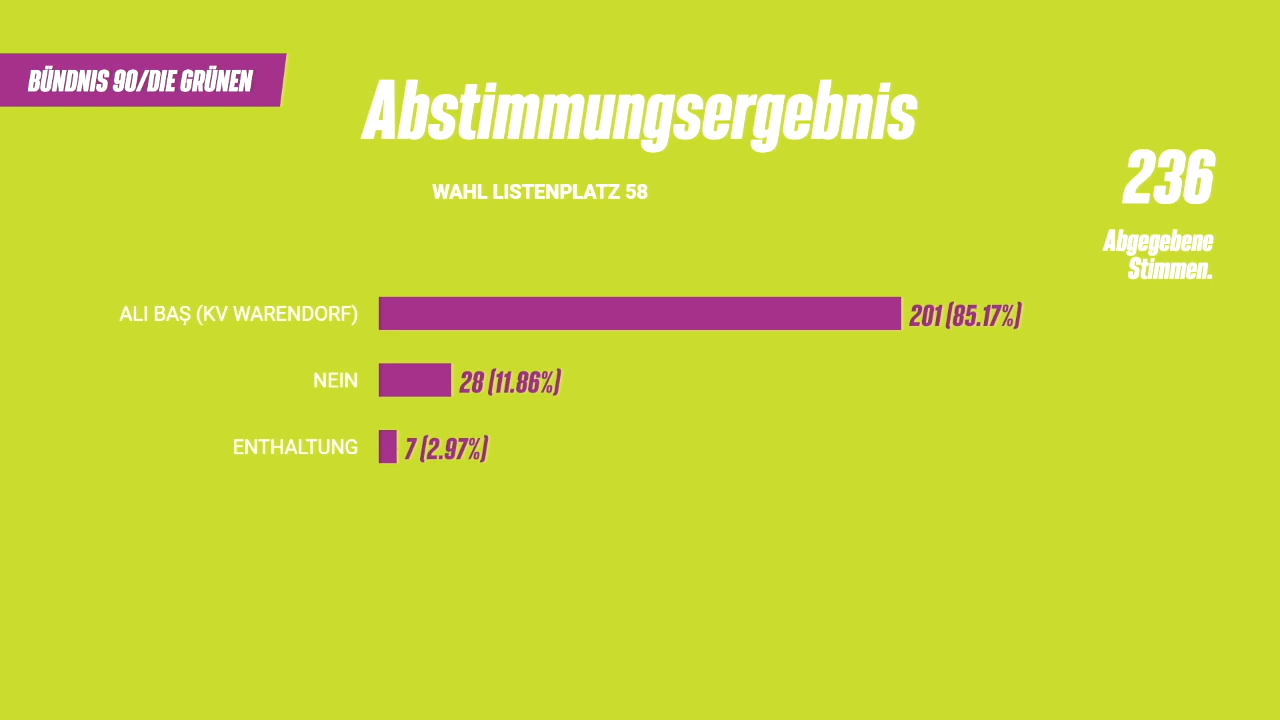 BÜNDNIS 90/DIE GRÜNEN
Abstimmungsergebnis
WAHL LISTENPLATZ 58
236
Abgegebene
Stimmen.
ALI BAŞ (KV WARENDORF) 201 (85.17%)
NEIN 28 (11.86%)
ENTHALTUNG 7 (2.97%)